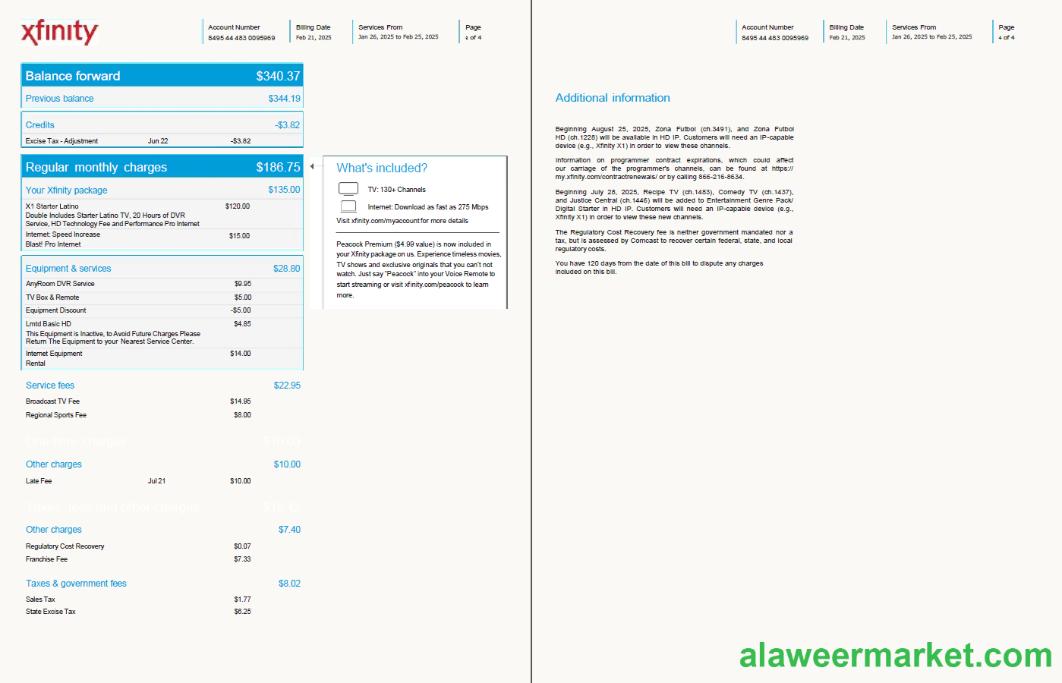 xfinity
Account Number
8495 44 483 0095969
Billing Date
Feb 21, 2025
Services From
Jan 26, 2025 to Feb 25, 2025
Page
of 4
Balance forward $340.37
Previous balance $344.19
Credits -$3.82
Excise Tax - Adjustment Jun 22 -$3.82
Regular monthly charges $186.75
Your Xfinity package $135.00
X1 Starter Latino $120.00
Double Includes Starter Latino TV, 20 Hours of DVR
Service, HD Technology Fee and Performance Pro Internet
Internet: Speed Increase $15.00
Blast! Pro Internet
Equipment & services $28.80
AnyRoom DVR Service $9.95
TV Box & Remote $5.00
Equipment Discount -$5.00
Lmtd Basic HD $4.85
This Equipment is Inactive, to Avoid Future Charges Please
Return The Equipment to your Nearest Service Center.
Internet Equipment $14.00
Rental
Service fees $22.95
Broadcast TV Fee $14.95
Regional Sports Fee $8.00
One-time charges $10.00
Other charges $10.00
Late Fee Jul 21 $10.00
Taxes, fees and other charges
Other charges $7.40
Regulatory Cost Recovery $0.07
Franchise Fee $7.33
Taxes & government fees $8.02
Sales Tax $1.77
State Excise Tax $6.25
What's included?
TV: 130+ Channels
Internet: Download as fast as 275 Mbps
Visit xfinity.com/myaccount for more details
Peacock Premium ($4.99 value) is now included in
your Xfinity package on us. Experience timeless movies,
TV shows and exclusive originals that you can't not
watch. Just say "Peacock" into your Voice Remote to
start streaming or visit xfinity.com/peacock to learn
more.
Account Number
8495 44 483 0095969
Billing Date
Feb 21, 2025
Services From
Jan 26, 2025 to Feb 25, 2025
Page
4 of 4
Additional information
Beginning August 25, 2025, Zona Futbol (ch.3491), and Zona Futbol
HD (ch.1228) will be available in HD IP. Customers will need an IP-capable
device (e.g., Xfinity X1) in order to view these channels.
Information on programmer contract expirations, which could affect
our carriage of the programmer's channels, can be found at https://
my.xfinity.com/contractrenewals/ or by calling 866-216-8634.
Beginning July 28, 2025, Recipe TV (ch.1483), Comedy TV (ch.1437),
and Justice Central (ch.1446) will be added to Entertainment Genre Pack/
Digital Starter in HD IP. Customers will need an IP-capable device (e.g.,
Xfinity X1) in order to view these new channels.
The Regulatory Cost Recovery fee is neither government mandated nor a
tax, but is assessed by Comcast to recover certain federal, state, and local
regulatory costs.
You have 120 days from the date of this bill to dispute any charges
included on this bill.
alaweermarket.com